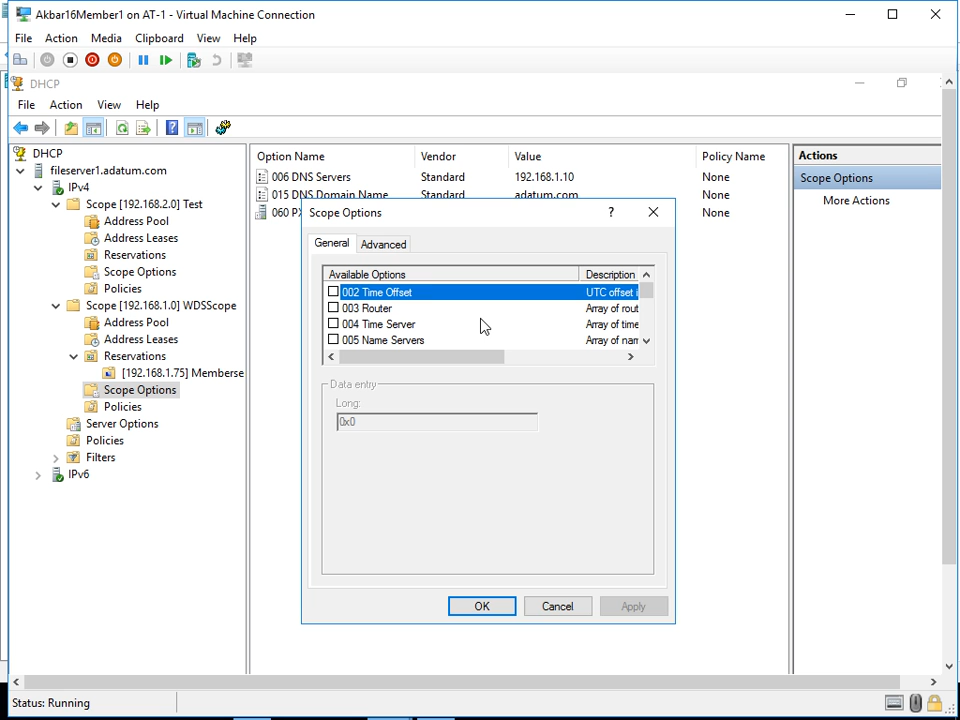 Akbar16Member1 on AT-1 - Virtual Machine Connection
File Action Media Clipboard View Help
DHCP
File Action View Help
DHCP
fileserver1.adatum.com
IPv4
Scope [192.168.2.0] Test
Address Pool
Address Leases
Reservations
Scope Options
Policies
Scope [192.168.1.0] WDSScope
Address Pool
Address Leases
Reservations
[192.168.1.75] Memberse
Scope Options
Policies
Server Options
Policies
Filters
IPv6
Option Name Vendor Value Policy Name
006 DNS Servers Standard 192.168.1.10 None
015 DNS Domain Name Standard adatum.com None
060 PX None
Actions
Scope Options
More Actions
Scope Options ?
General Advanced
Available Options Description
002 Time Offset UTC offset i
003 Router Array of rout
004 Time Server Array of time
005 Name Servers Array of nam
Data entry
Long:
0x0
OK Cancel Apply
Status: Running